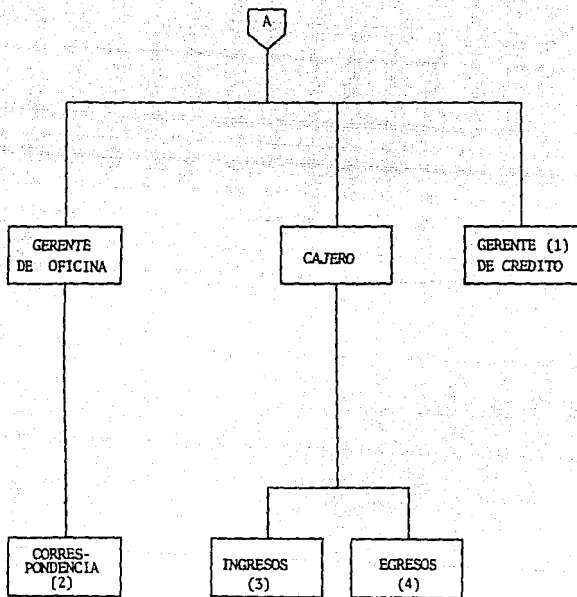 A
GERENTE
DE OFICINA
CAJERO
GERENTE (1)
DE CREDITO
CORRES-
PONDENCIA
(2)
INGRESOS
(3)
EGRESOS
(4)